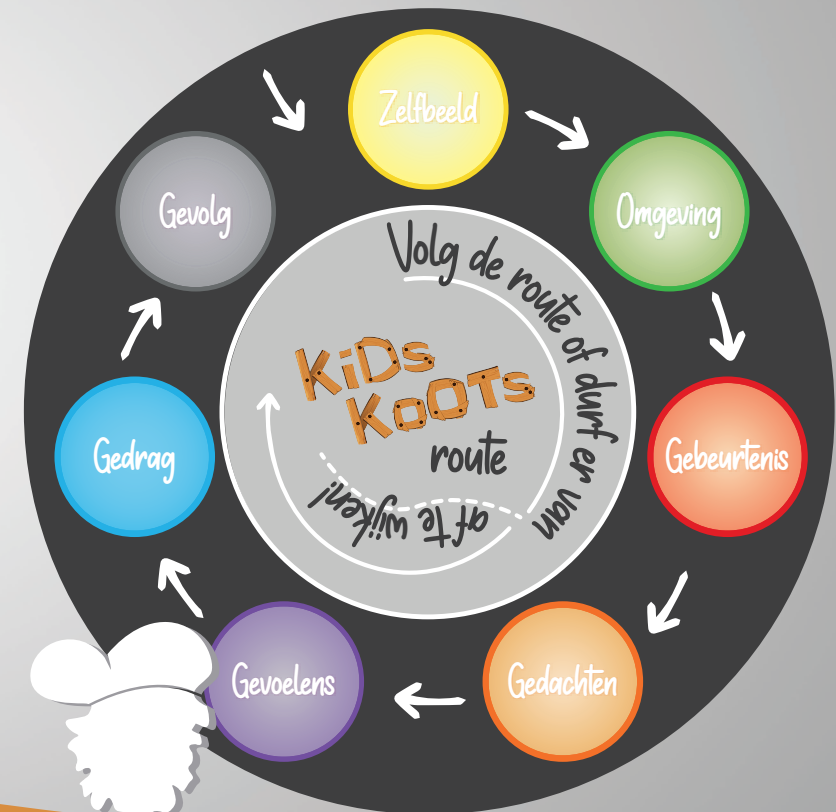 Zelfbeeld
Omgeving
Gebeurtenis
Gedachten
Gevoelens
Gedrag
Gevolg
Volg de route of durf er van
af te wijken!
KiDs
KoOTs
route